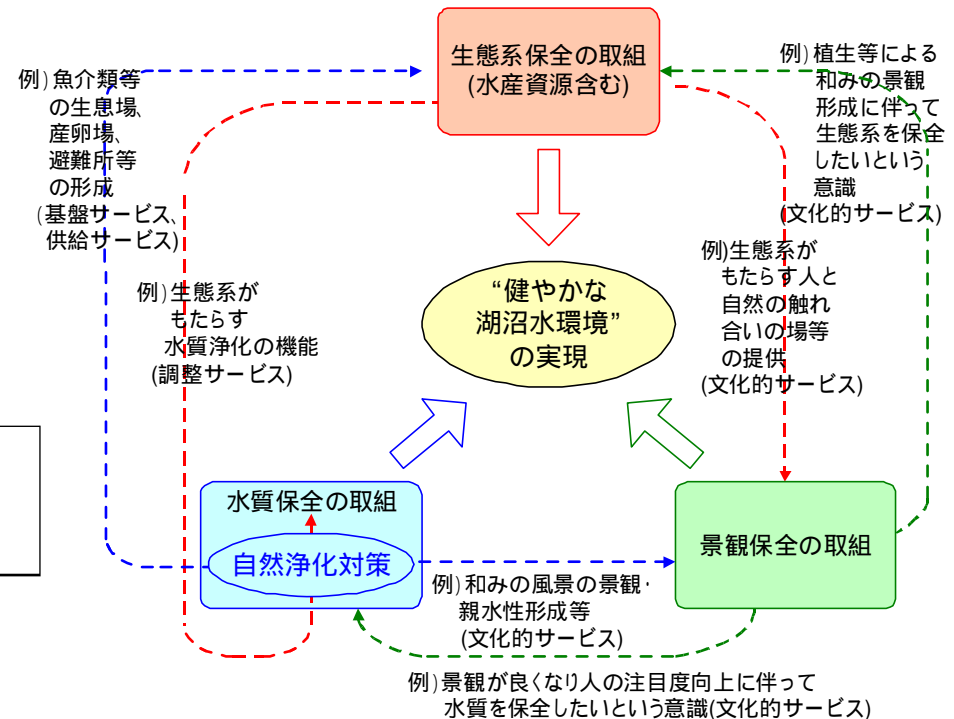 生態系保全の取組
(水産資源含む)
例)魚介類等
の生息場、
産卵場、
避難所等
の形成
(基盤サービス、
供給サービス)
例)植生等による
和みの景観
形成に伴って
生態系を保全
したいという
意識
(文化的サービス)
例)生態系が
もたらす
水質浄化の機能
(調整サービス)
“健やかな
湖沼水環境”
の実現
例)生態系が
もたらす人と
自然の触れ
合いの場等
の提供
(文化的サービス)
水質保全の取組
自然浄化対策
景観保全の取組
例)和みの風景の景観・
親水性形成等
(文化的サービス)
例)景観が良くなり人の注目度向上に伴って
水質を保全したいという意識(文化的サービス)